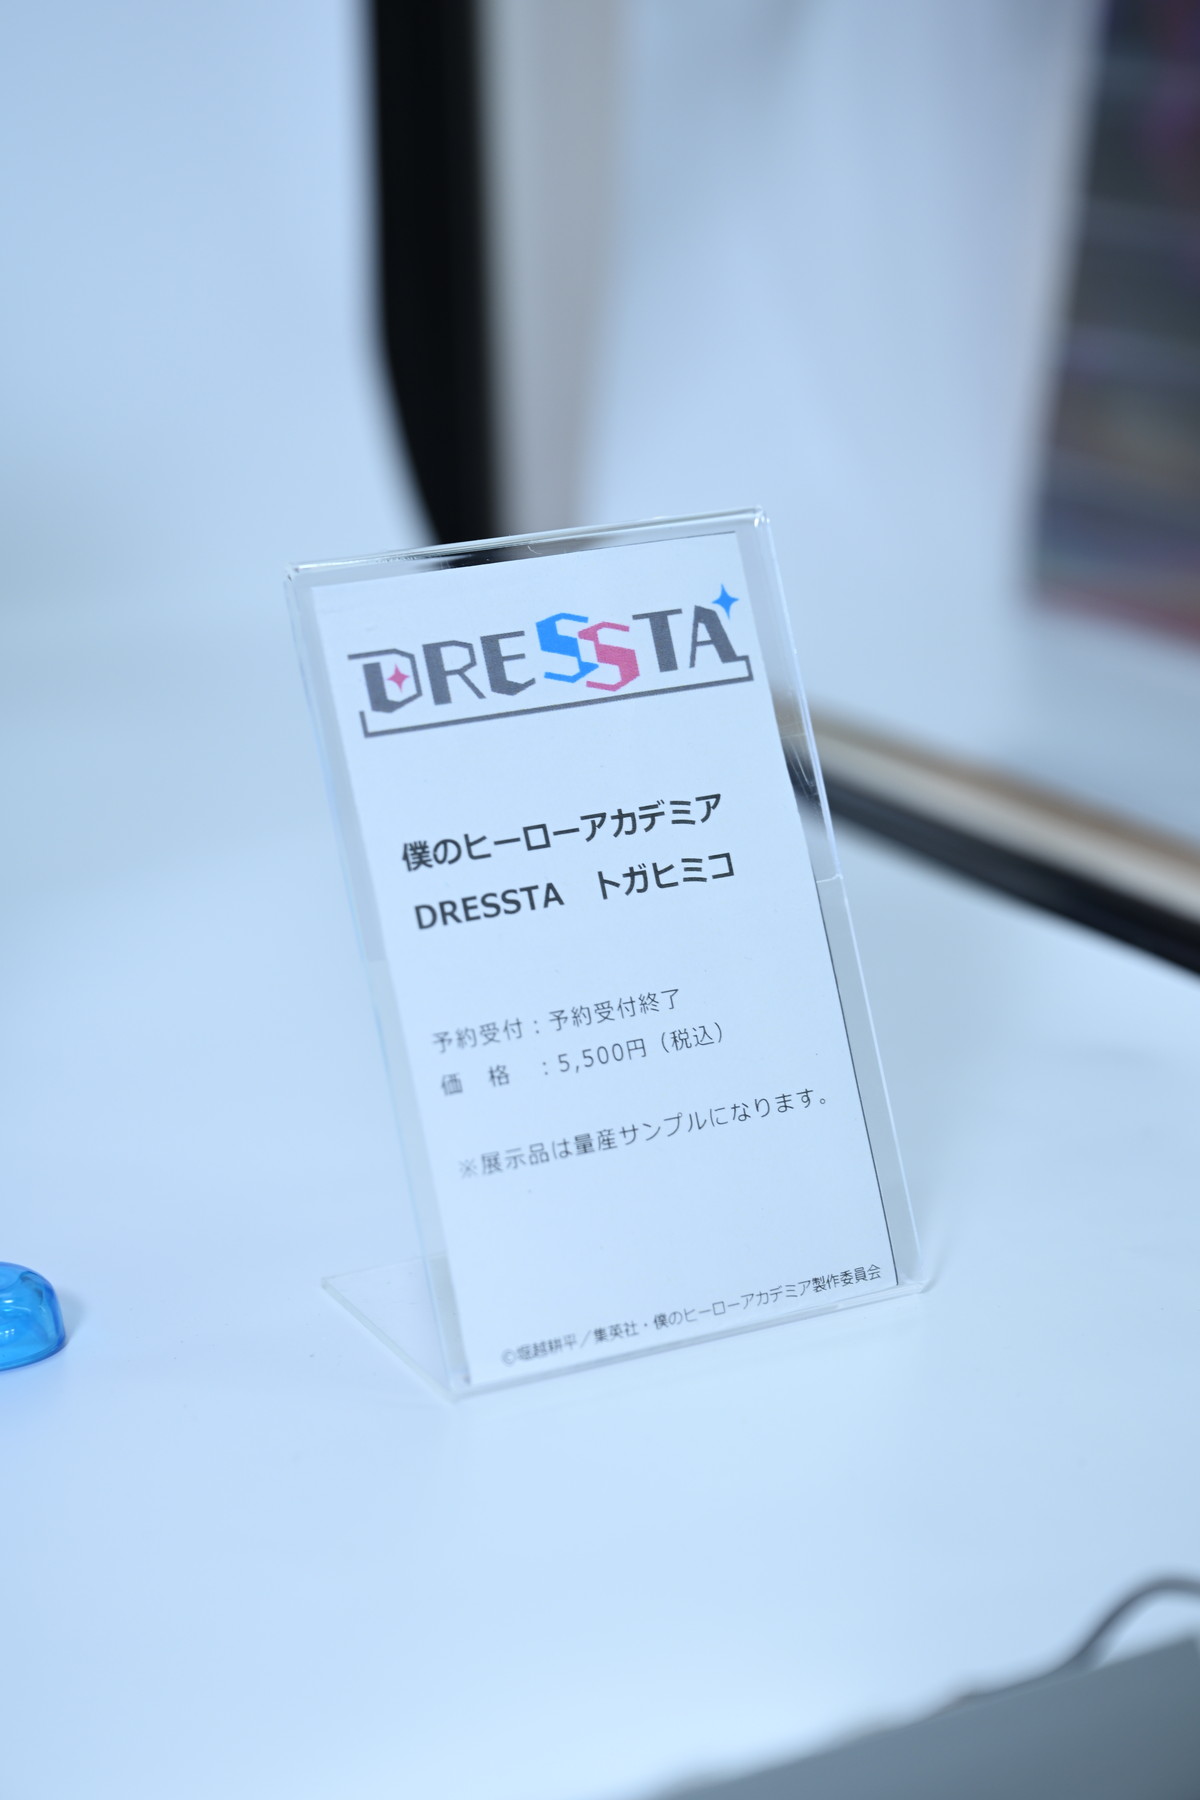 DRESSTA
僕のヒーローアカデミア
DRESSTA　トガヒミコ
予約受付：予約受付終了
価　格　：5,500円（税込）
※展示品は量産サンプルになります。
©堀越耕平／集英社・僕のヒーローアカデミア製作委員会